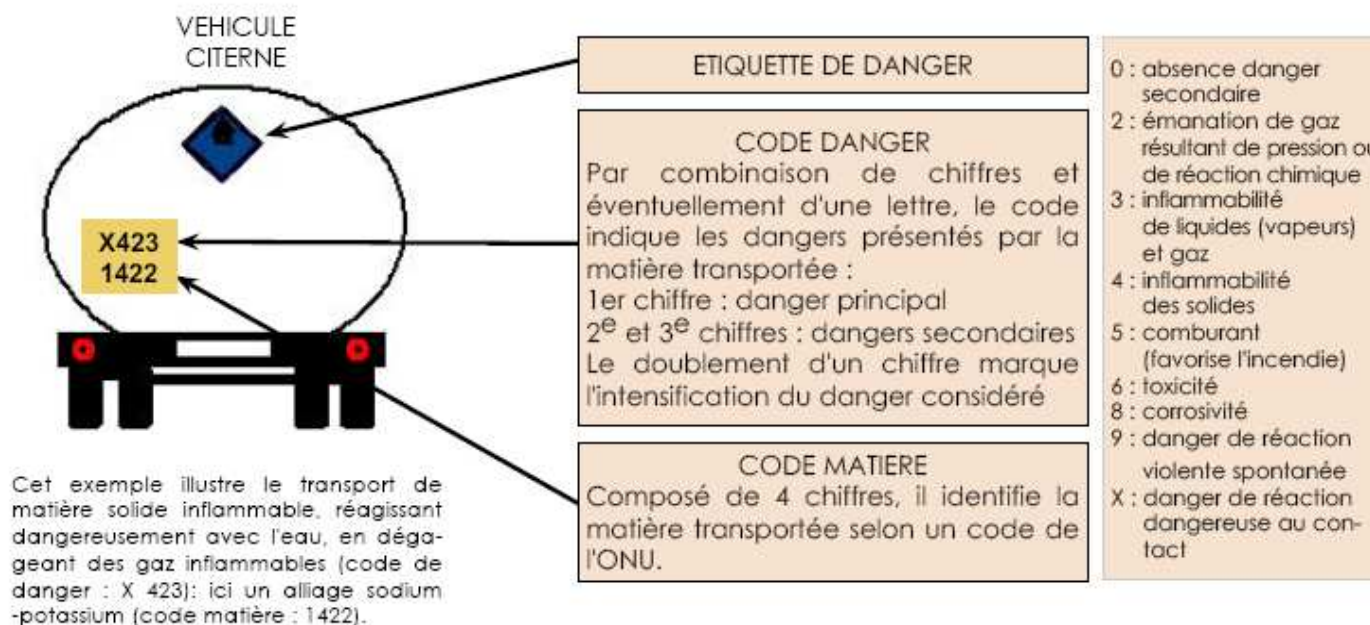 VEHICULE
CITERNE
X423
1422
Cet exemple illustre le transport de
matière solide inflammable, réagissant
dangereusement avec l'eau, en déga-
geant des gaz inflammables (code de
danger : X 423): ici un alliage sodium
-potassium (code matière : 1422).
ETIQUETTE DE DANGER
CODE DANGER
Par combinaison de chiffres et
éventuellement d'une lettre, le code
indique les dangers présentés par la
matière transportée :
1er chiffre : danger principal
2e et 3e chiffres : dangers secondaires
Le doublement d'un chiffre marque
l'intensification du danger considéré
CODE MATIERE
Composé de 4 chiffres, il identifie la
matière transportée selon un code de
l'ONU.
0 : absence danger
secondaire
2 : émanation de gaz
résultant de pression ou
de réaction chimique
3 : inflammabilité
de liquides (vapeurs)
et gaz
4 : inflammabilité
des solides
5 : comburant
(favorise l'incendie)
6 : toxicité
8 : corrosivité
9 : danger de réaction
violente spontanée
X : danger de réaction
dangereuse au con-
tact